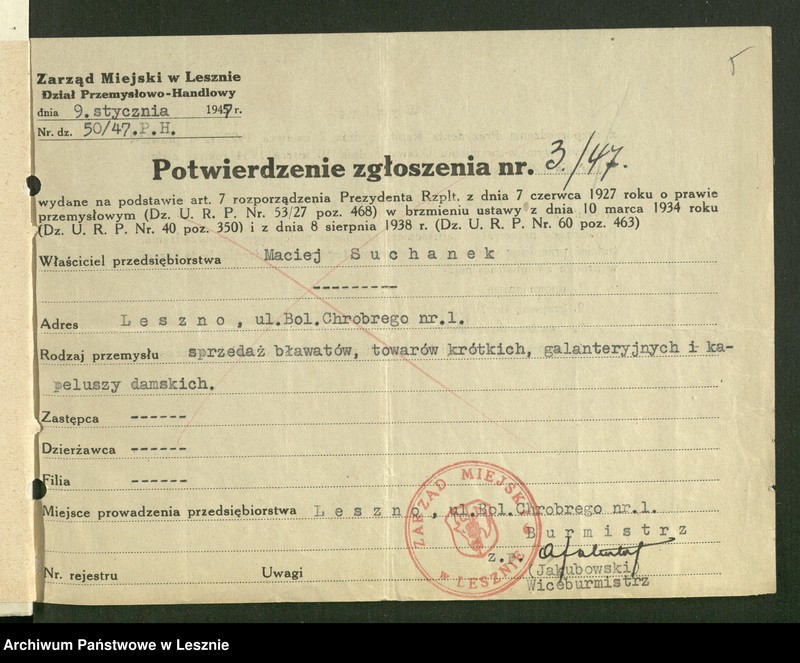 5
Zarząd Miejski w Lesznie
Dział Przemysłowo-Handlowy
dnia 9. stycznia 1947 r.
Nr. dz. 50/47.P.H.
Potwierdzenie zgłoszenia nr. 3./47.
wydane na podstawie art. 7 rozporządzenia Prezydenta Rzplt. z dnia 7 czerwca 1927 roku o prawie
przemysłowym (Dz. U. R. P. Nr. 53/27 poz. 468) w brzmieniu ustawy z dnia 10 marca 1934 roku
(Dz. U. R. P. Nr. 40 poz. 350) i z dnia 8 sierpnia 1938 r. (Dz. U. R. P. Nr. 60 poz. 463)
Właściciel przedsiębiorstwa Maciej Suchanek
---------
Adres Leszno, ul.Bol.Chrobrego nr.1.
Rodzaj przemysłu sprzedaż bławatów, towarów krótkich, galanteryjnych i ka-
peluszy damskich.
Zastępca ------
Dzierżawca ------
Filia ------
Miejsce prowadzenia przedsiębiorstwa Leszno, ul.Bol.Chrobrego nr.1.
ZARZĄD MIEJSKI
w LESZNIE
Burmistrz
z.
(Jakubowski)
Wiceburmistrz
Nr. rejestru Uwagi
Archiwum Państwowe w Lesznie